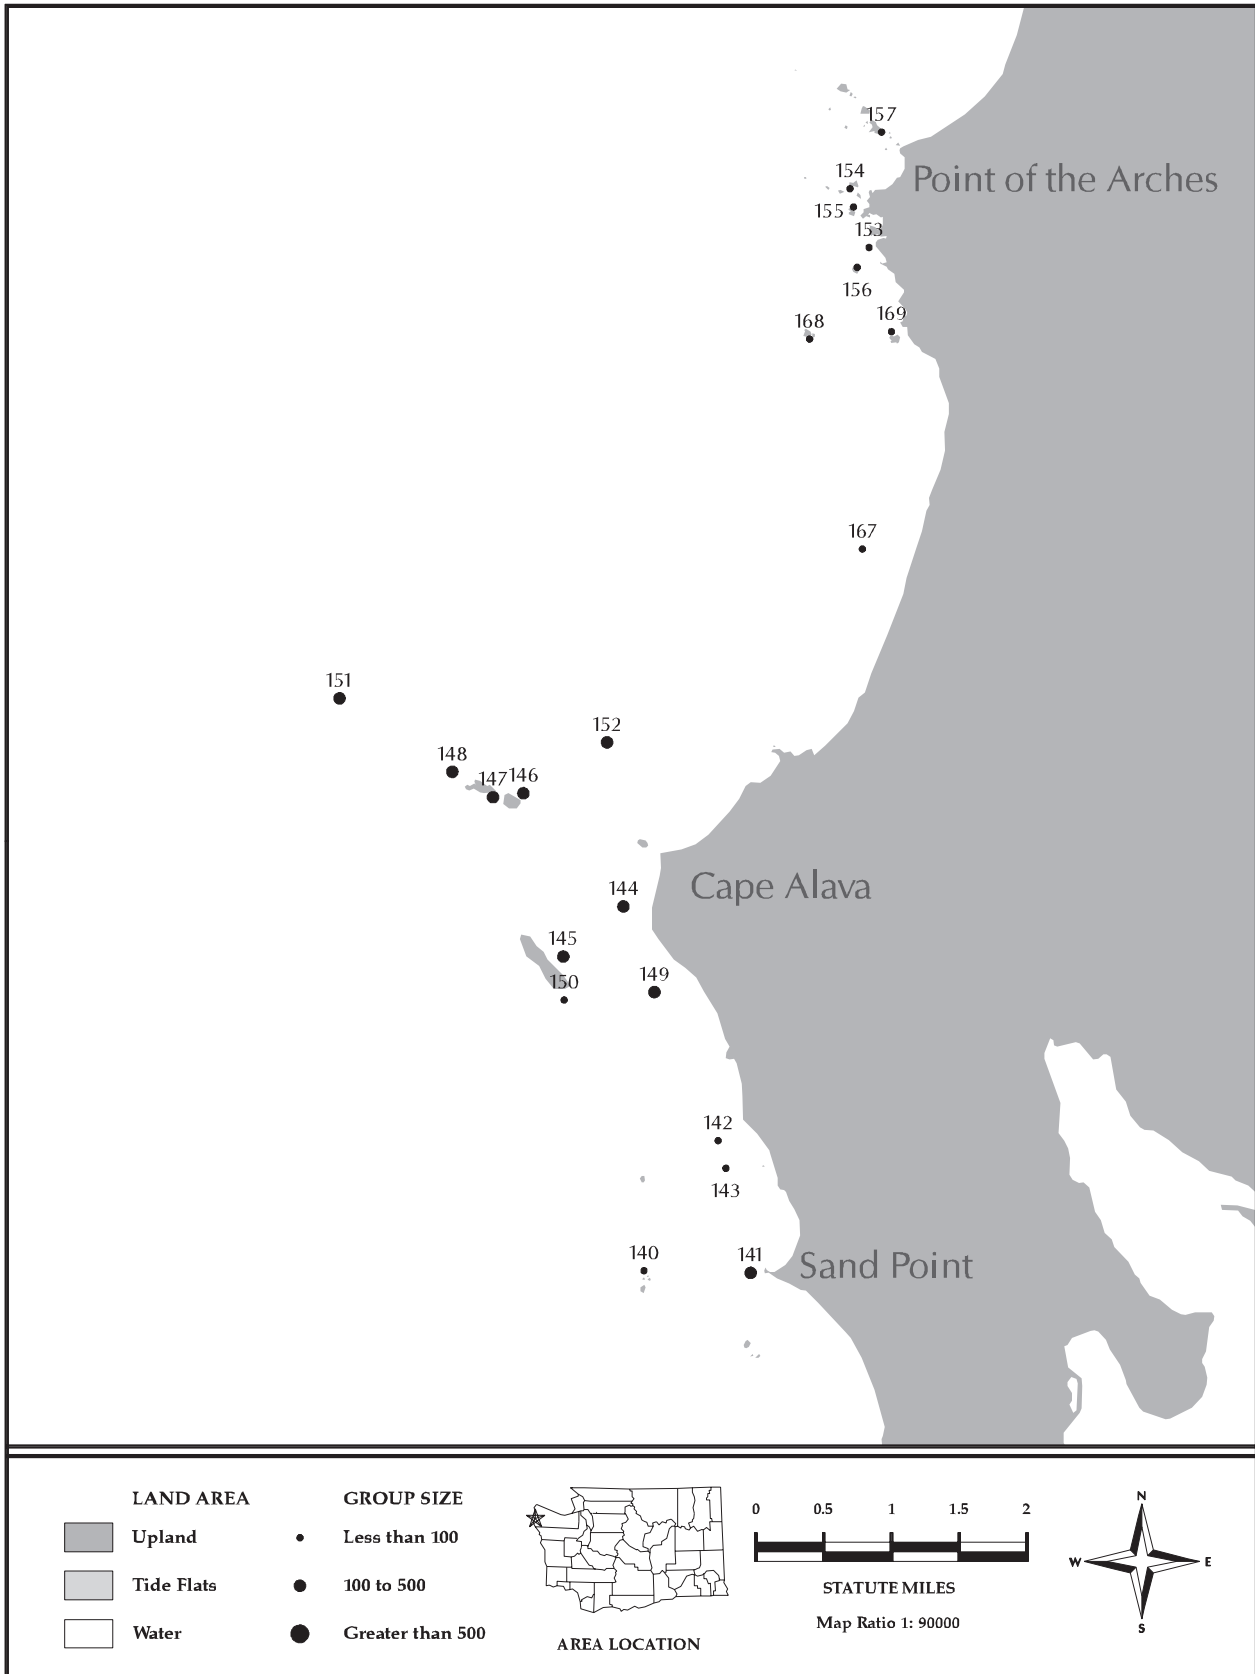 157
154
Point of the Arches
155
153
156
169
168
167
151
152
148
147 146
Cape Alava
144
145
150
149
142
143
140
141
Sand Point
LAND AREA
Upland
Tide Flats
Water
GROUP SIZE
Less than 100
100 to 500
Greater than 500
AREA LOCATION
0 0.5 1 1.5 2
STATUTE MILES
Map Ratio 1: 90000
N
W E
S